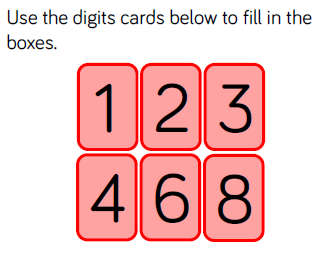 Use the digits cards below to fill in the
boxes.
1 2 3
4 6 8